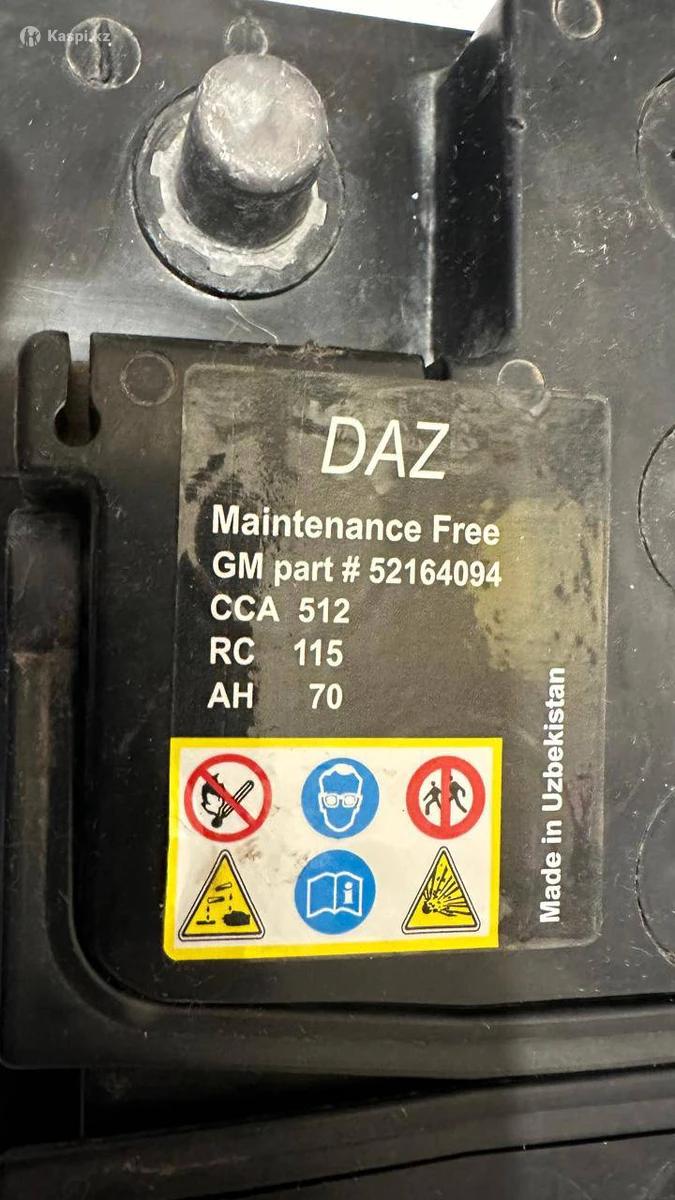 Kaspi.kz
DAZ
Maintenance Free
GM part # 52164094
CCA 512
RC 115
AH 70
Made in Uzbekistan